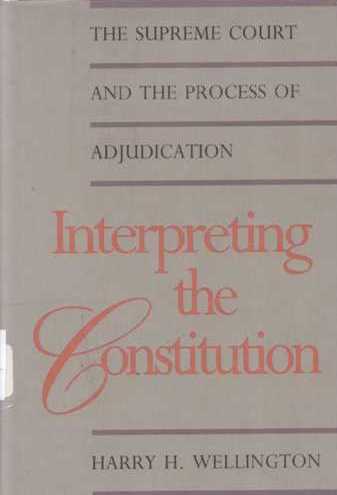 THE SUPREME COURT
AND THE PROCESS OF
ADJUDICATION
Interpreting
the
Constitution
HARRY H. WELLINGTON